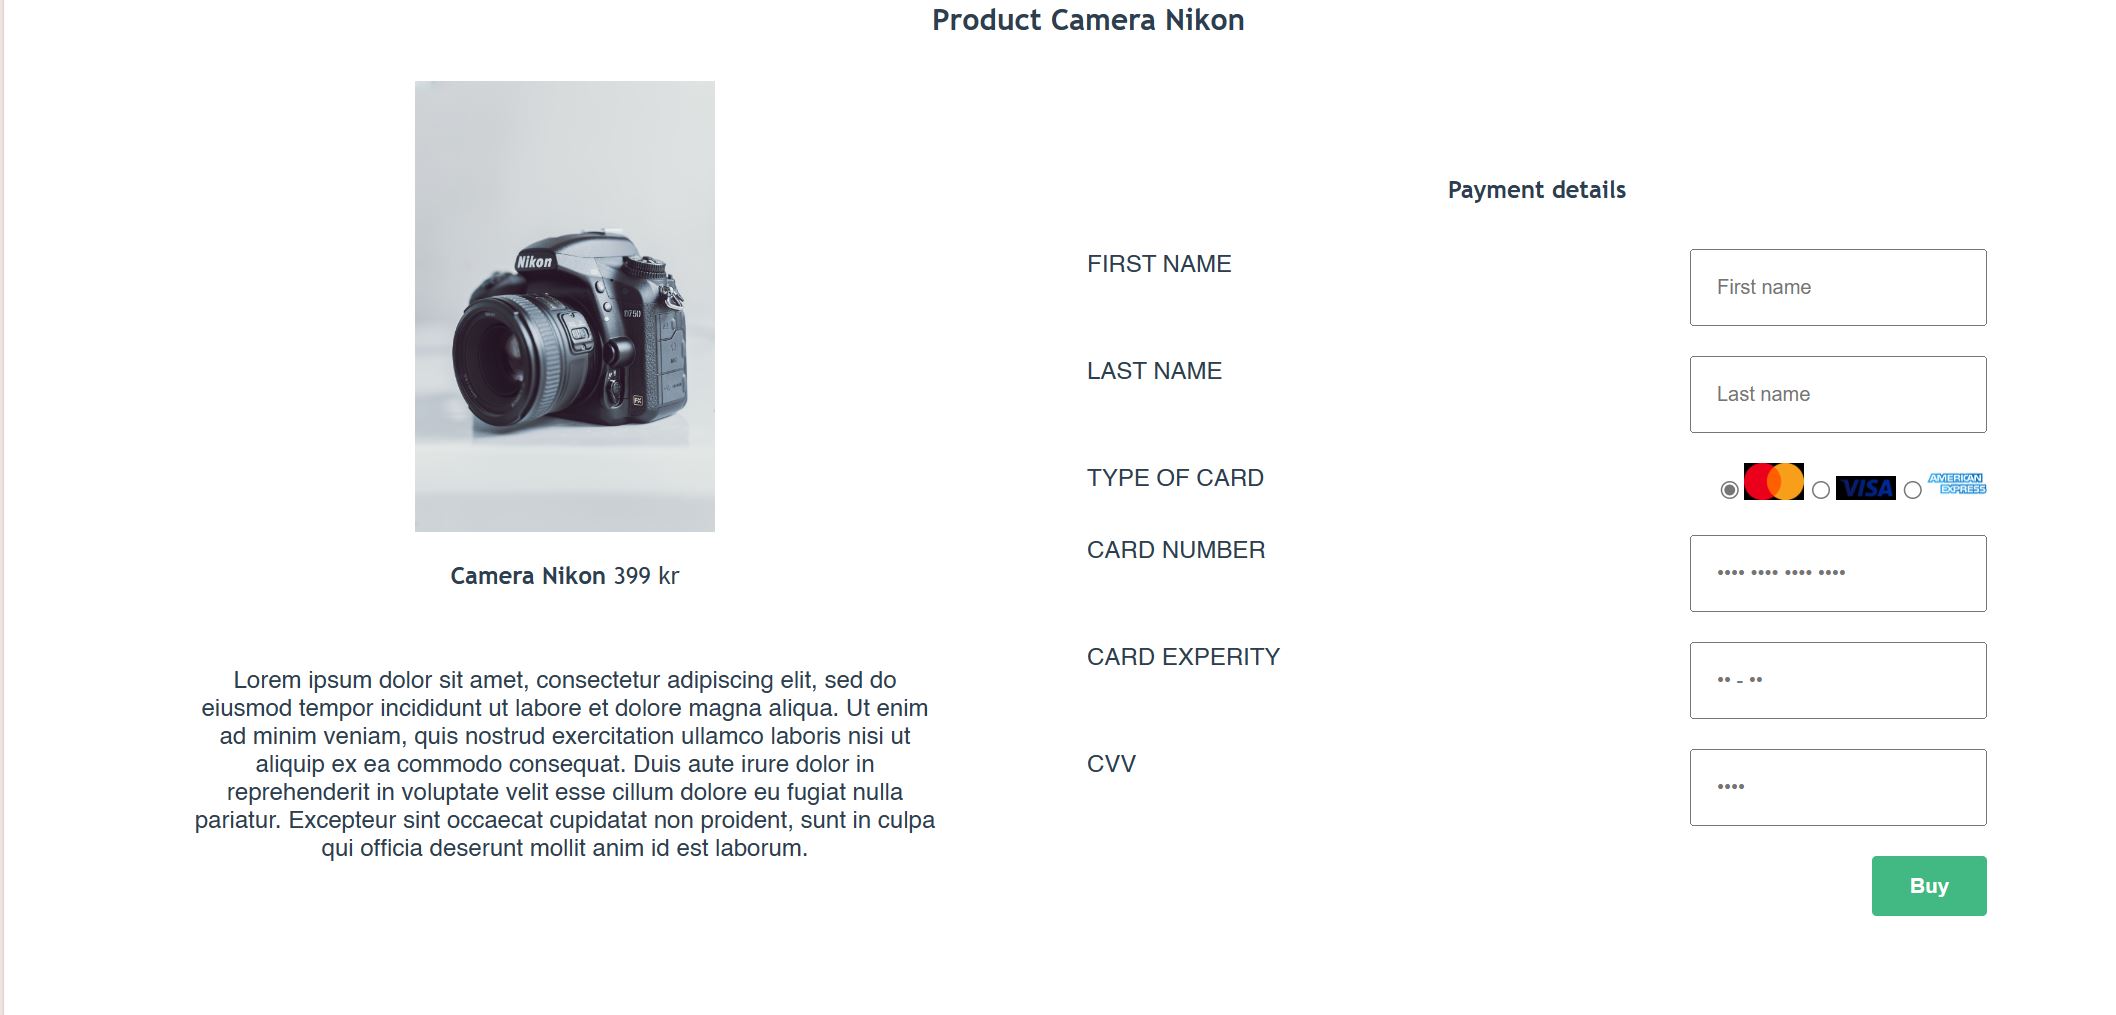 Product Camera Nikon
Nikon
D750
FX
Camera Nikon 399 kr
Lorem ipsum dolor sit amet, consectetur adipiscing elit, sed do
eiusmod tempor incididunt ut labore et dolore magna aliqua. Ut enim
ad minim veniam, quis nostrud exercitation ullamco laboris nisi ut
aliquip ex ea commodo consequat. Duis aute irure dolor in
reprehenderit in voluptate velit esse cillum dolore eu fugiat nulla
pariatur. Excepteur sint occaecat cupidatat non proident, sunt in culpa
qui officia deserunt mollit anim id est laborum.
Payment details
FIRST NAME
First name
LAST NAME
Last name
TYPE OF CARD
VISA
AMERICAN
EXPRESS
CARD NUMBER
•••• •••• •••• ••••
CARD EXPERITY
•• - ••
CVV
••••
Buy